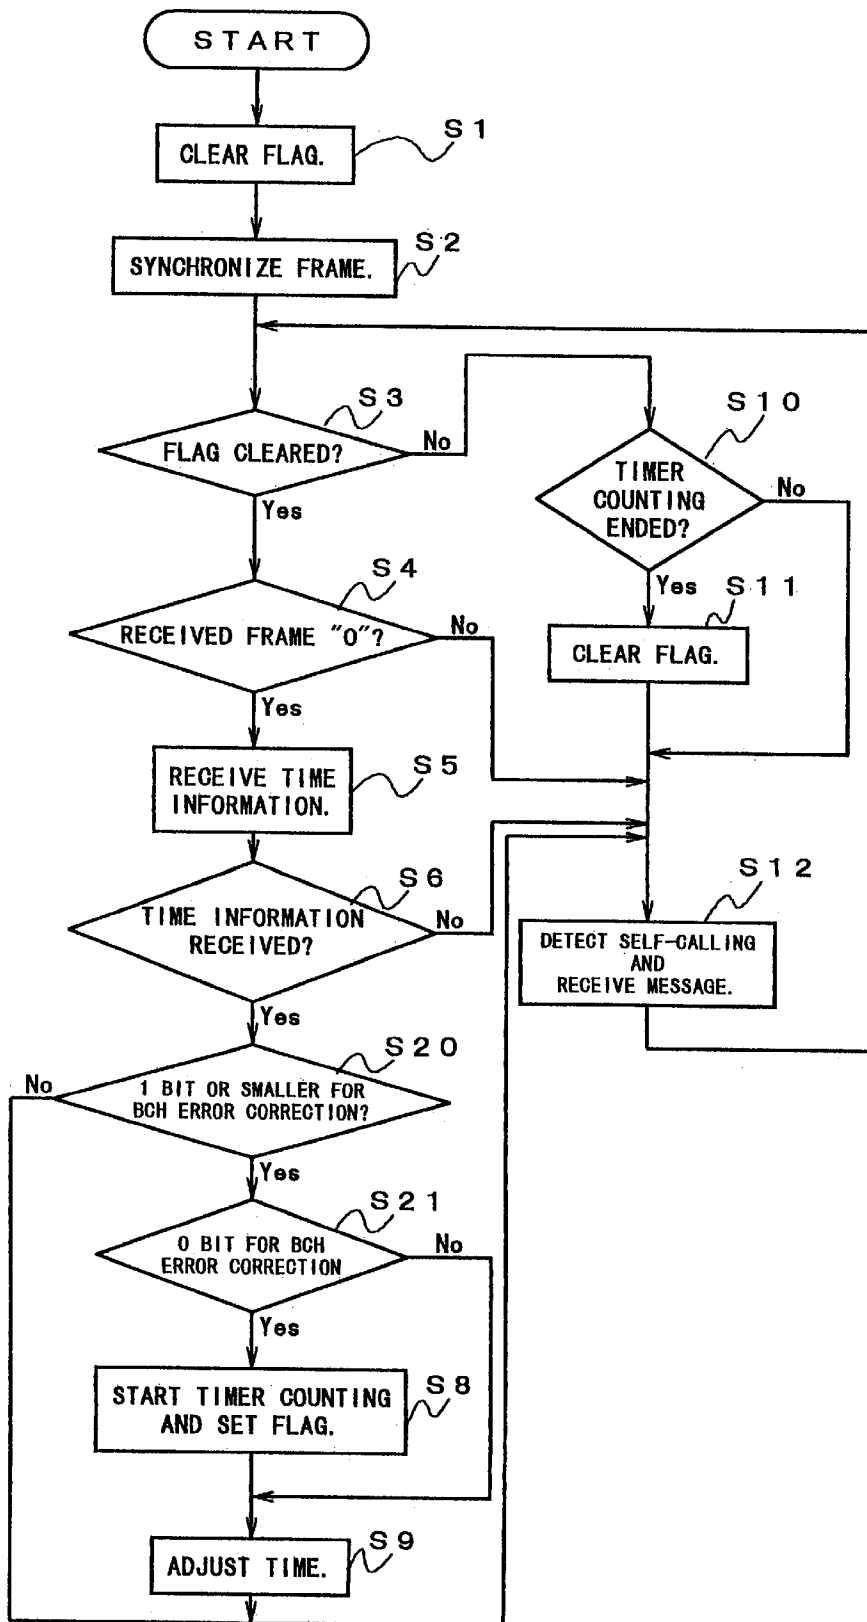 START
S1
CLEAR FLAG.
S2
SYNCHRONIZE FRAME.
S3
FLAG CLEARED?
No
Yes
S10
TIMER
COUNTING
ENDED?
No
Yes
S4
RECEIVED FRAME "0"?
No
Yes
S11
CLEAR FLAG.
S5
RECEIVE TIME
INFORMATION.
S6
TIME INFORMATION
RECEIVED?
No
Yes
S12
DETECT SELF-CALLING
AND
RECEIVE MESSAGE.
S20
No
1 BIT OR SMALLER FOR
BCH ERROR CORRECTION?
Yes
S21
0 BIT FOR BCH
ERROR CORRECTION
No
Yes
S8
START TIMER COUNTING
AND SET FLAG.
S9
ADJUST TIME.